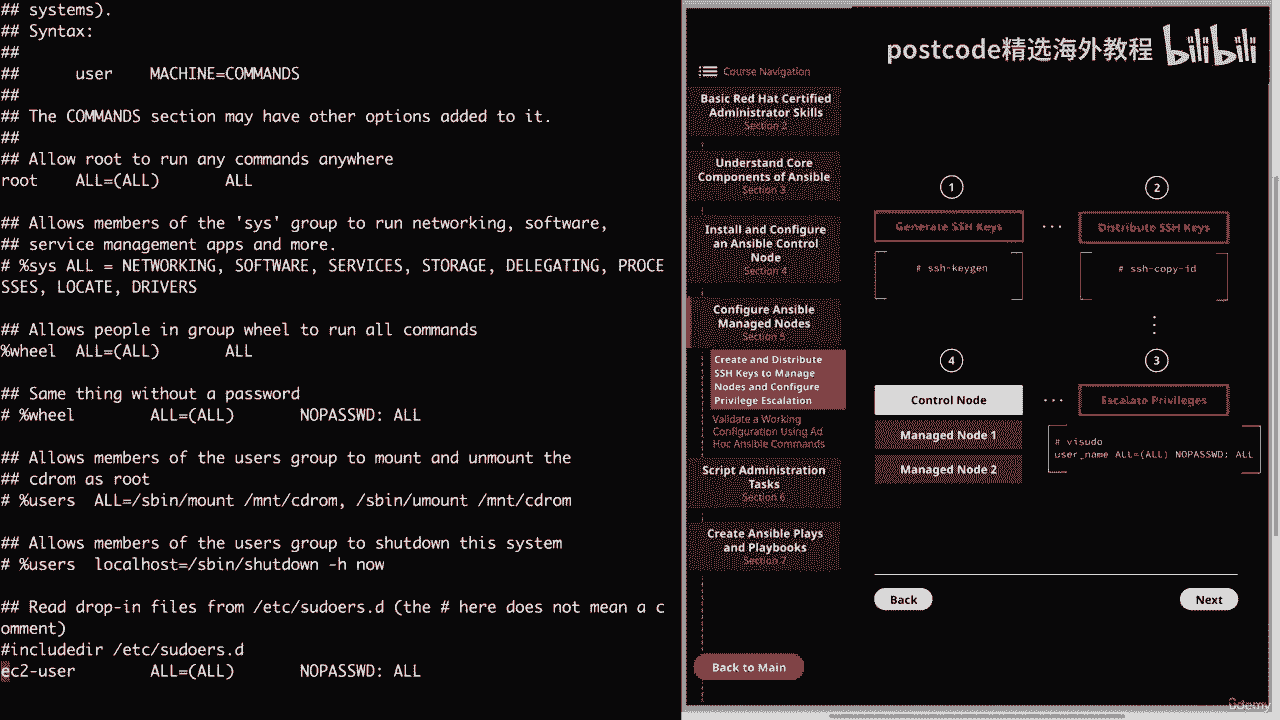 ## systems).
## Syntax:
##
##      user    MACHINE=COMMANDS
##
## The COMMANDS section may have other options added to it.
##
## Allow root to run any commands anywhere
root    ALL=(ALL)       ALL
## Allows members of the 'sys' group to run networking, software,
## service management apps and more.
# %sys ALL = NETWORKING, SOFTWARE, SERVICES, STORAGE, DELEGATING, PROCE
SSES, LOCATE, DRIVERS
## Allows people in group wheel to run all commands
%wheel  ALL=(ALL)       ALL
## Same thing without a password
# %wheel        ALL=(ALL)       NOPASSWD: ALL
## Allows members of the users group to mount and unmount the
## cdrom as root
# %users  ALL=/sbin/mount /mnt/cdrom, /sbin/umount /mnt/cdrom
## Allows members of the users group to shutdown this system
# %users  localhost=/sbin/shutdown -h now
## Read drop-in files from /etc/sudoers.d (the # here does not mean a c
omment)
#includedir /etc/sudoers.d
ec2-user        ALL=(ALL)       NOPASSWD: ALL
postcode精选海外教程 bilibili
Course Navigation
Basic Red Hat Certified
Administrator Skills
Section 2
Understand Core
Components of Ansible
Section 3
Install and Configure
an Ansible Control
Node
Section 4
Configure Ansible
Managed Nodes
Section 5
Create and Distribute
SSH Keys to Manage
Nodes and Configure
Privilege Escalation
Validate a Working
Configuration Using Ad
Hoc Ansible Commands
Script Administration
Tasks
Section 6
Create Ansible Plays
and Playbooks
Section 7
Back to Main
1
Generate SSH Keys
# ssh-keygen
2
Distribute SSH Keys
# ssh-copy-id
3
Escalate Privileges
# visudo
user_name ALL=(ALL) NOPASSWD: ALL
4
Control Node
Managed Node 1
Managed Node 2
Back
Next
ûdemy